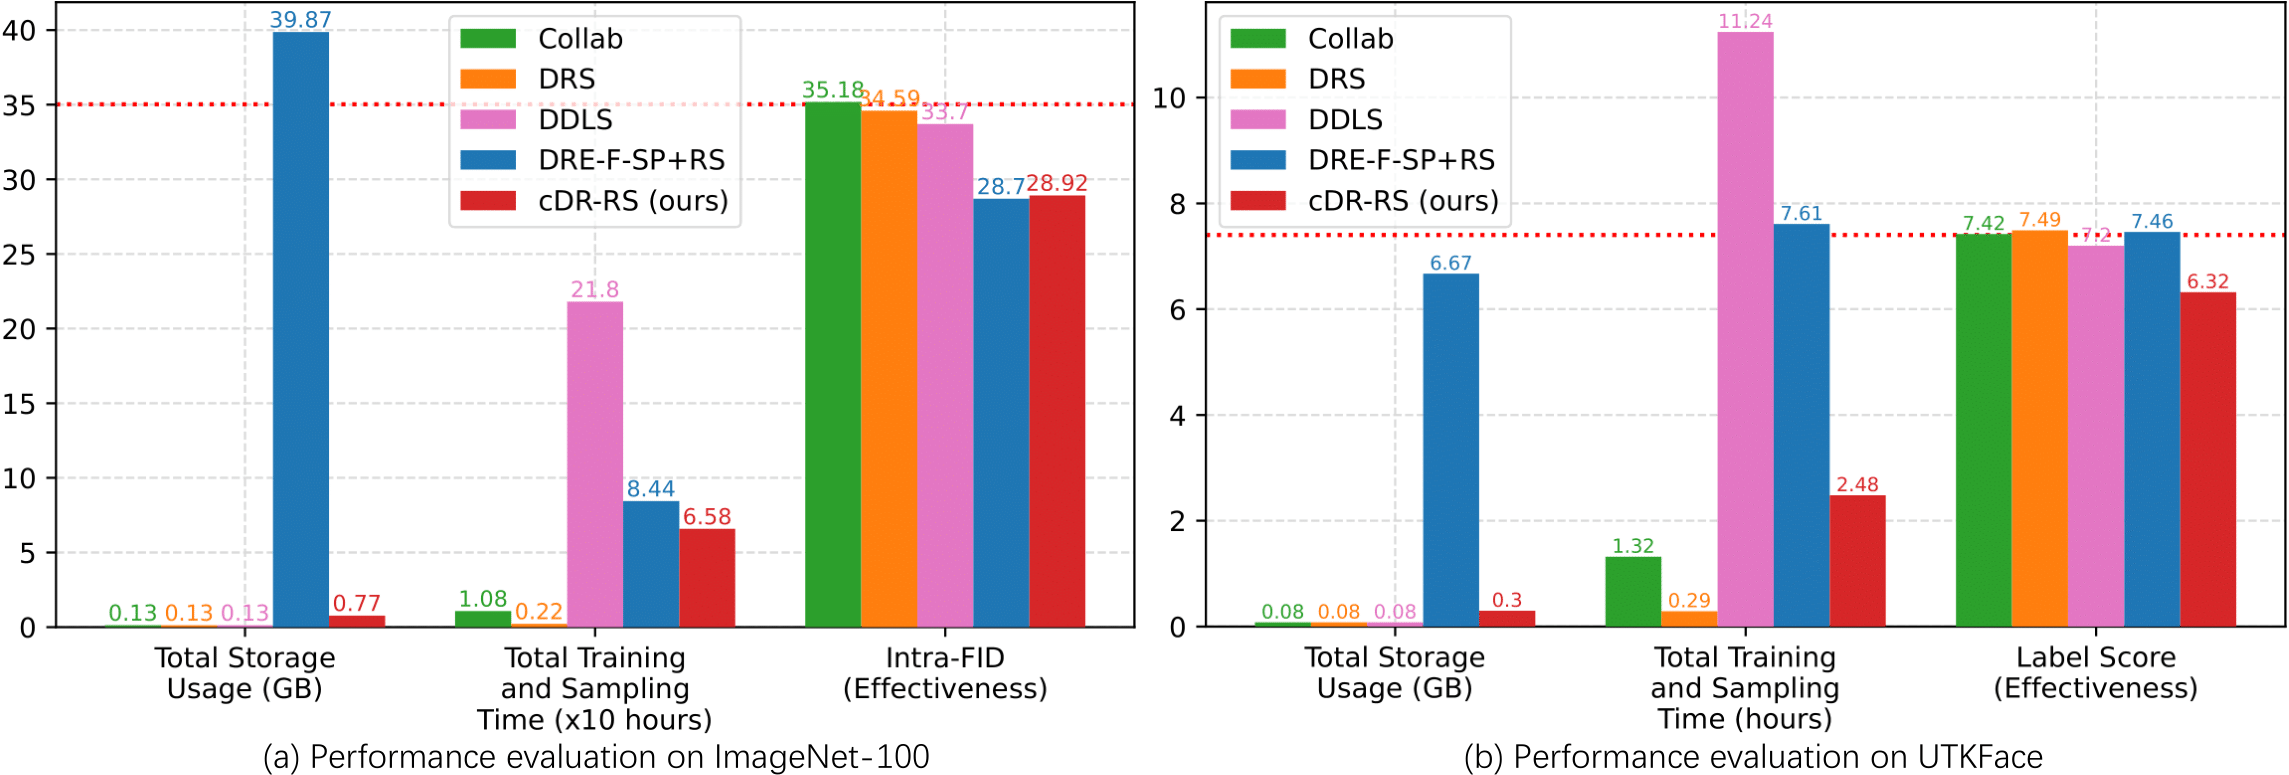 40
35
30
25
20
15
10
5
0
Collab
DRS
DDLS
DRE-F-SP+RS
cDR-RS (ours)
0.13
0.13
0.13
39.87
0.77
1.08
0.22
21.8
8.44
6.58
35.18
34.59
33.7
28.7
28.92
Total Storage
Usage (GB)
Total Training
and Sampling
Time (x10 hours)
Intra-FID
(Effectiveness)
(a) Performance evaluation on ImageNet-100
10
8
6
4
2
0
Collab
DRS
DDLS
DRE-F-SP+RS
cDR-RS (ours)
0.08
0.08
0.08
6.67
0.3
1.32
0.29
11.24
7.61
2.48
7.42
7.49
7.2
7.46
6.32
Total Storage
Usage (GB)
Total Training
and Sampling
Time (hours)
Label Score
(Effectiveness)
(b) Performance evaluation on UTKFace